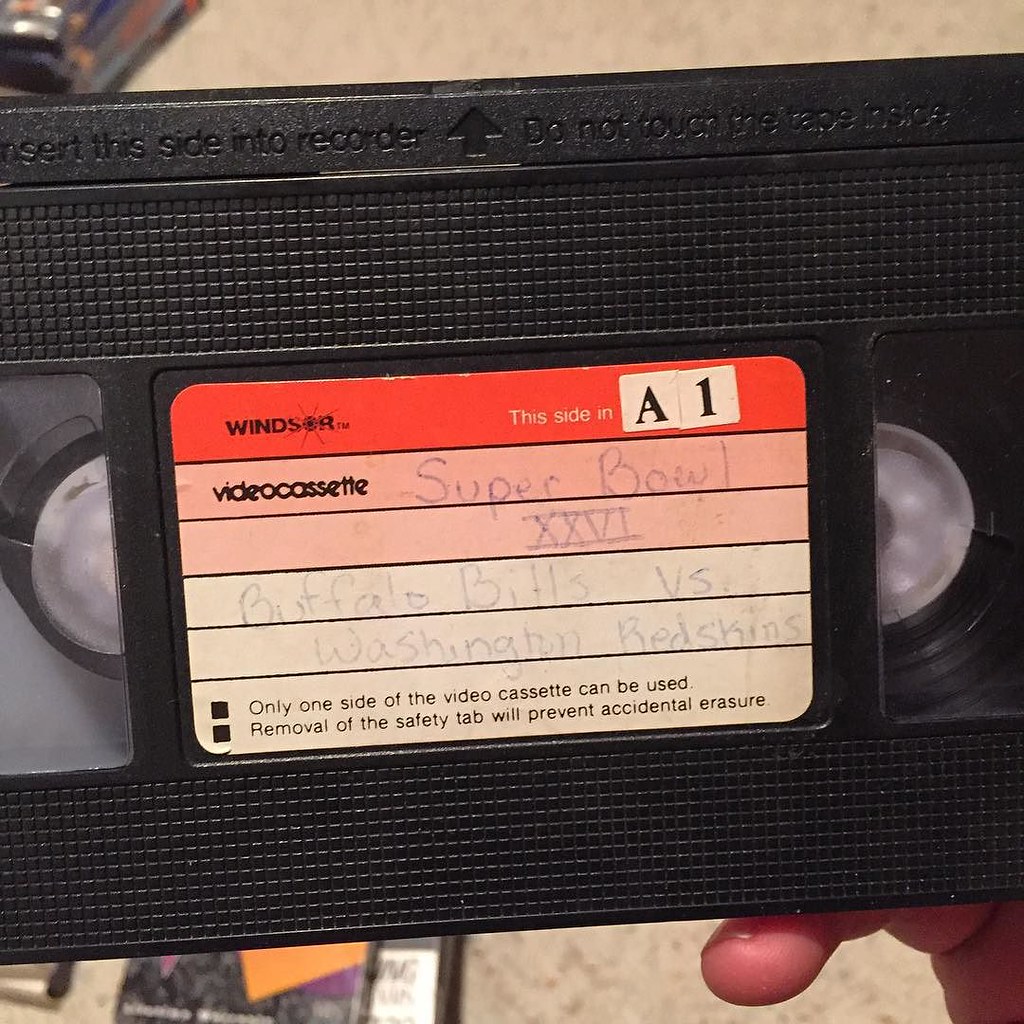 Insert this side into recorder Do not touch the tape inside
WINDSOR TM This side in A 1
videocassette Super Bowl
XXVI
Buffalo Bills vs.
Washington Redskins
Only one side of the video cassette can be used.
Removal of the safety tab will prevent accidental erasure.